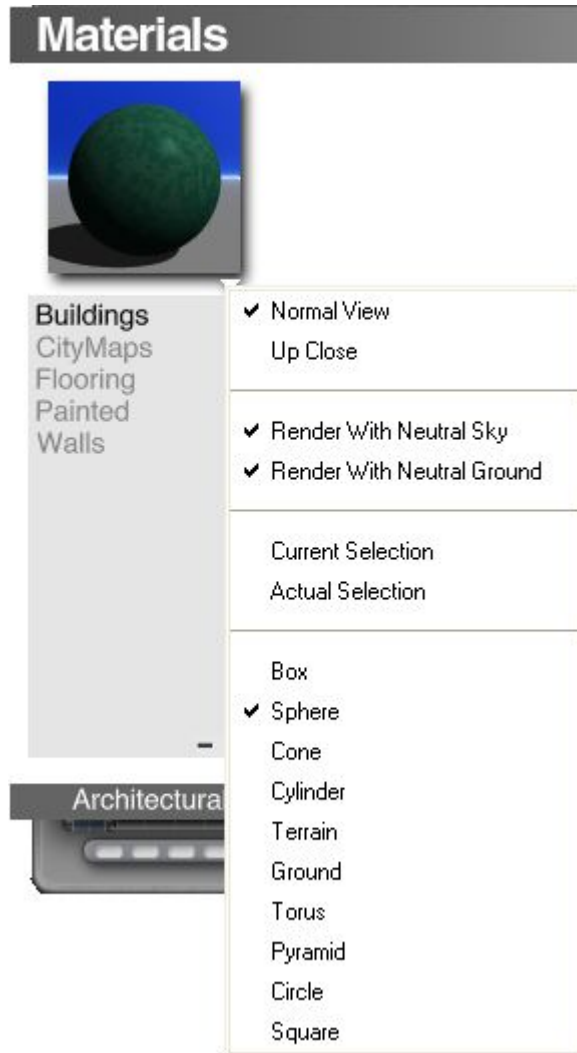 Materials
Buildings
CityMaps
Flooring
Painted
Walls
Architectura
Normal View
Up Close
Render With Neutral Sky
Render With Neutral Ground
Current Selection
Actual Selection
Box
Sphere
Cone
Cylinder
Terrain
Ground
Torus
Pyramid
Circle
Square